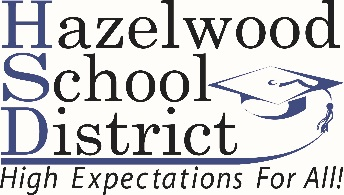 Hazelwood
School
District
High Expectations For All!